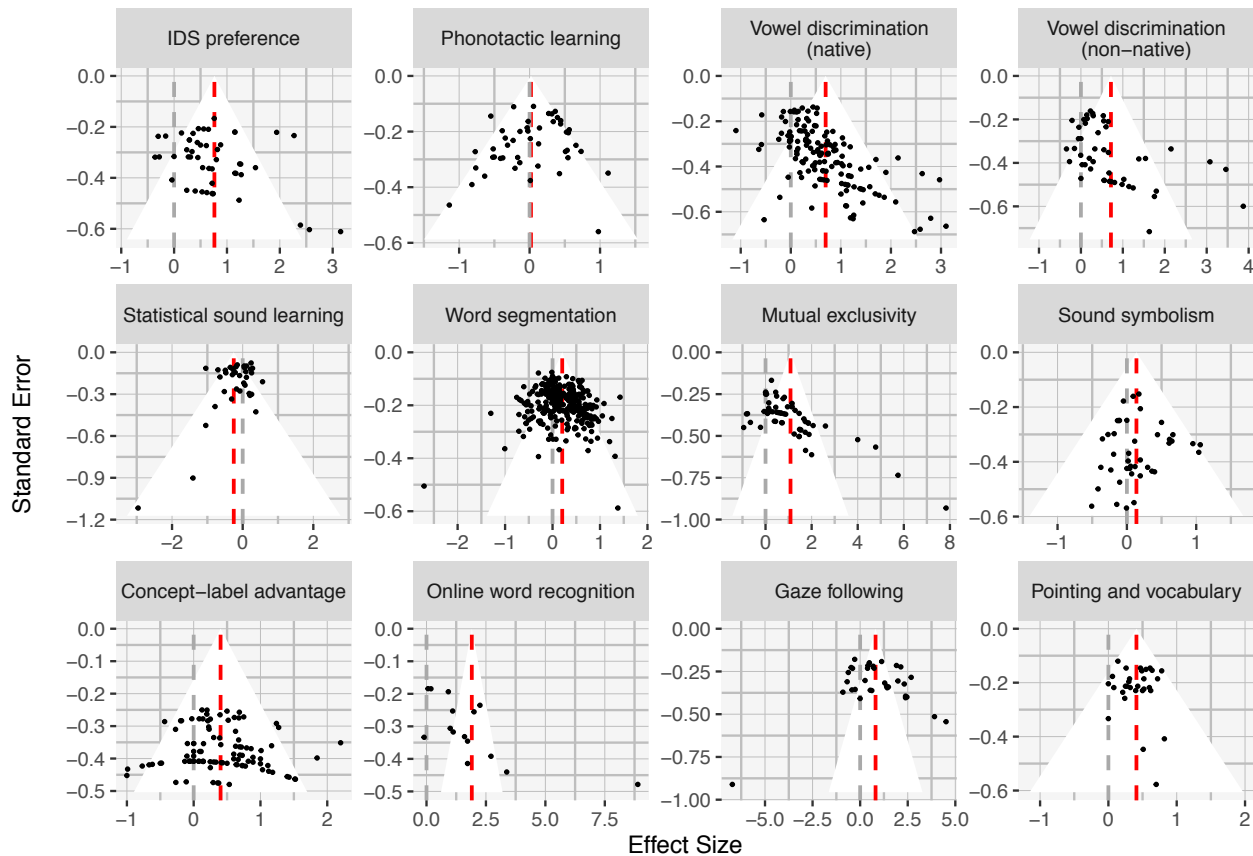 IDS preference
Phonotactic learning
Vowel discrimination
(native)
Vowel discrimination
(non−native)
0.0
−0.2
−0.4
−0.6
−1 0 1 2 3
0.0
−0.2
−0.4
−0.6
−1 0 1
0.0
−0.2
−0.4
−0.6
−1 0 1 2 3
0.0
−0.2
−0.4
−0.6
−1 0 1 2 3 4
Statistical sound learning
Word segmentation
Mutual exclusivity
Sound symbolism
0.0
−0.3
−0.6
−0.9
−1.2
−2 0 2
0.0
−0.2
−0.4
−0.6
−2 −1 0 1 2
0.00
−0.25
−0.50
−0.75
−1.00
0 2 4 6 8
0.0
−0.2
−0.4
−0.6
−1 0 1
Concept−label advantage
Online word recognition
Gaze following
Pointing and vocabulary
0.0
−0.1
−0.2
−0.3
−0.4
−0.5
−1 0 1 2
0.0
−0.1
−0.2
−0.3
−0.4
−0.5
0.0 2.5 5.0 7.5
0.00
−0.25
−0.50
−0.75
−1.00
−5.0 −2.5 0.0 2.5 5.0
0.0
−0.2
−0.4
−0.6
−1 0 1 2
Standard Error
Effect Size